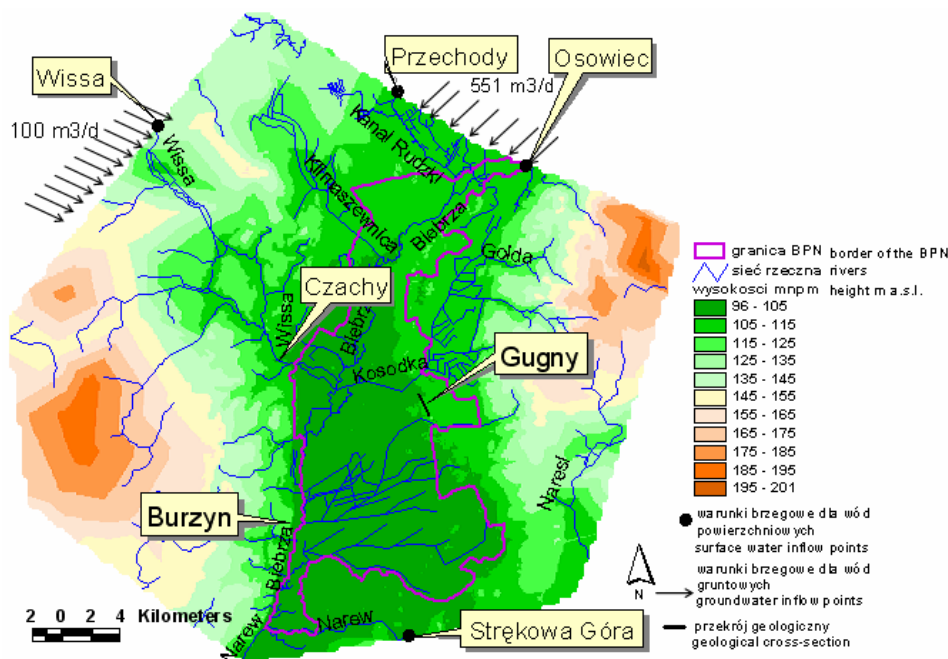 Przechody
Wissa
Osowiec
551 m3/d
100 m3/d
Wissa
Kanał Rudzki
Klimaszewnica
Biebrza
Gołda
Czachy
Wissa
Biebrza
Kosodka
Gugny
Naresl
Burzyn
Biebrza
Narew
Narew
Strękowa Góra
2 0 2 4 Kilometers
granica BPN border of the BPN
sieć rzeczna rivers
wysokosci mnpm height m a.s.l.
96 - 105
105 - 115
115 - 125
125 - 135
135 - 145
145 - 155
155 - 165
165 - 175
175 - 185
185 - 195
195 - 201
warunki brzegowe dla wód
powierzchniowych
surface water inflow points
warunki brzegowe dla wód
gruntowych
groundwater inflow points
przekrój geologiczny
geological cross-section
N